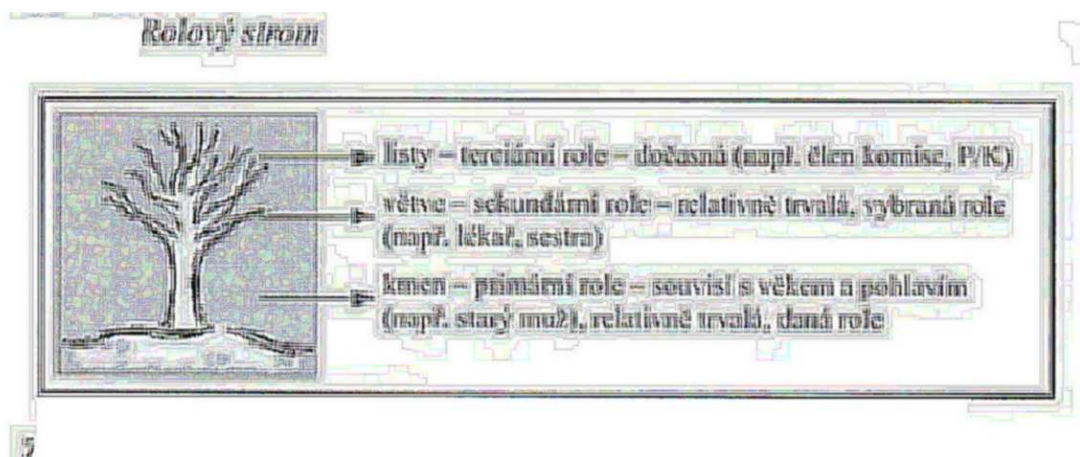 Rolový strom
listy – terciární role – dočasná (např. člen komise, P/K)
větve – sekundární role – relativně trvalá, vybraná role
(např. lékař, sestra)
kmen – primární role – souvisí s věkem a pohlavím
(např. starý muž), relativně trvalá, daná role
5